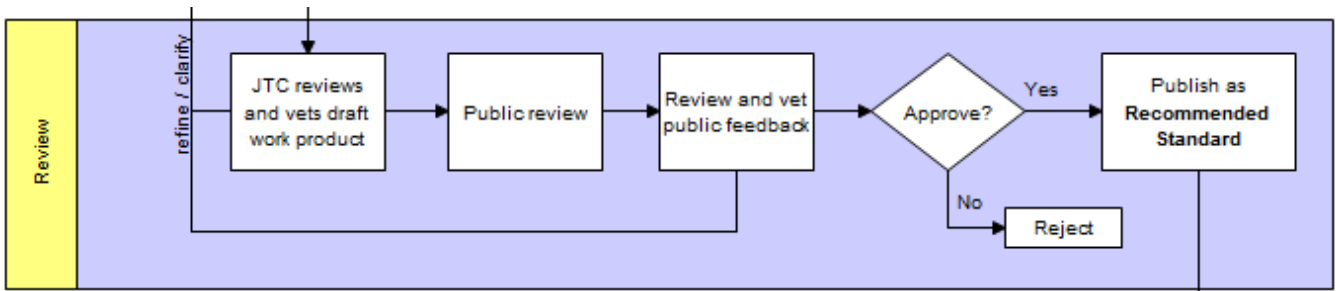 Review
refine / clarify
JTC reviews
and vets draft
work product
Public review
Review and vet
public feedback
Approve?
Yes
No
Publish as
Recommended
Standard
Reject